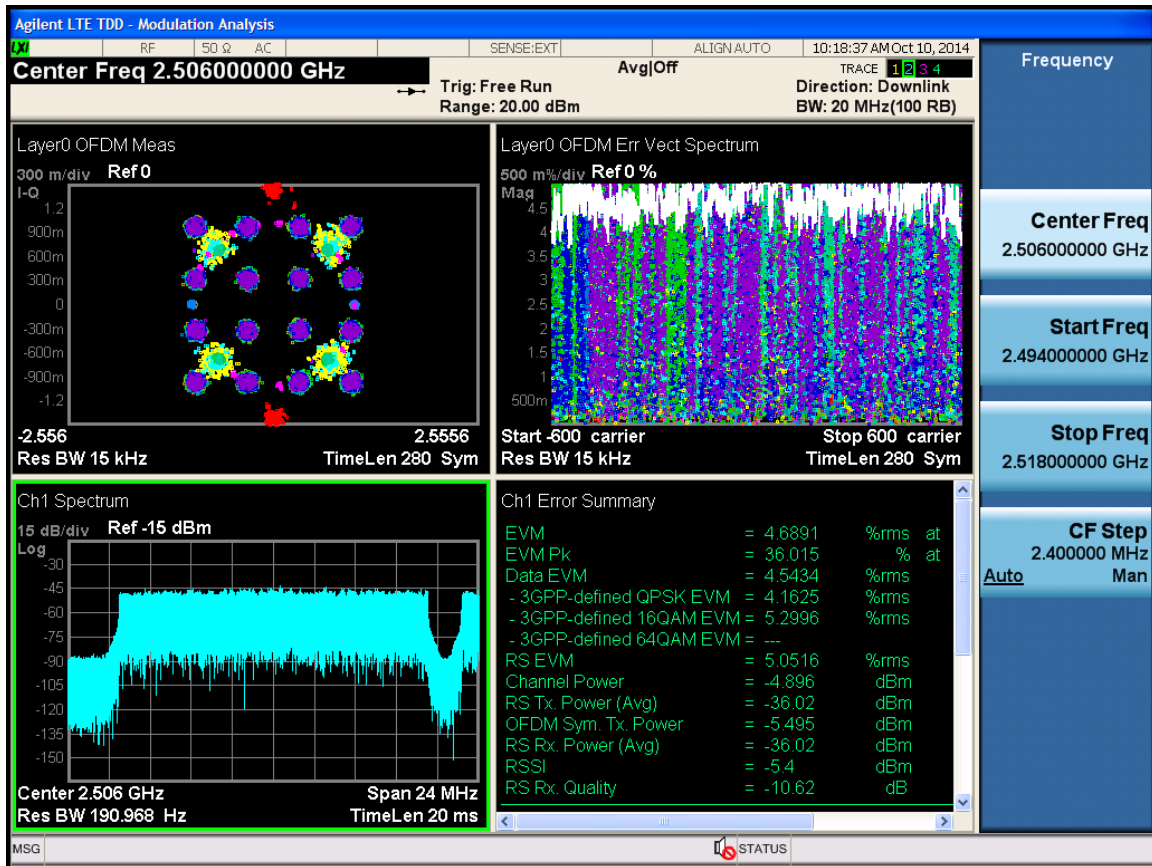 Agilent LTE TDD - Modulation Analysis
LXI RF 50 Ω AC SENSE:EXT ALIGN AUTO 10:18:37 AM Oct 10, 2014
Center Freq 2.506000000 GHz
Avg|Off
TRACE 1 2 3 4
Trig: Free Run
Direction: Downlink
Range: 20.00 dBm
BW: 20 MHz(100 RB)
Layer0 OFDM Meas
300 m/div Ref 0
I-Q
1.2
900m
600m
300m
0
-300m
-600m
-900m
-1.2
-2.556 2.5556
Res BW 15 kHz TimeLen 280 Sym
Layer0 OFDM Err Vect Spectrum
500 m%/div Ref 0 %
Mag
4.5
4
3.5
3
2.5
2
1.5
1
500m
Start -600 carrier Stop 600 carrier
Res BW 15 kHz TimeLen 280 Sym
Ch1 Spectrum
15 dB/div Ref -15 dBm
Log
-30
-45
-60
-75
-90
-105
-120
-135
-150
Center 2.506 GHz Span 24 MHz
Res BW 190.968 Hz TimeLen 20 ms
Ch1 Error Summary
EVM = 4.6891 %rms at
EVM Pk = 36.015 % at
Data EVM = 4.5434 %rms
- 3GPP-defined QPSK EVM = 4.1625 %rms
- 3GPP-defined 16QAM EVM = 5.2996 %rms
- 3GPP-defined 64QAM EVM = ---
RS EVM = 5.0516 %rms
Channel Power = -4.896 dBm
RS Tx. Power (Avg) = -36.02 dBm
OFDM Sym. Tx. Power = -5.495 dBm
RS Rx. Power (Avg) = -36.02 dBm
RSSI = -5.4 dBm
RS Rx. Quality = -10.62 dB
Frequency
Center Freq
2.506000000 GHz
Start Freq
2.494000000 GHz
Stop Freq
2.518000000 GHz
CF Step
2.400000 MHz
Auto Man
MSG STATUS